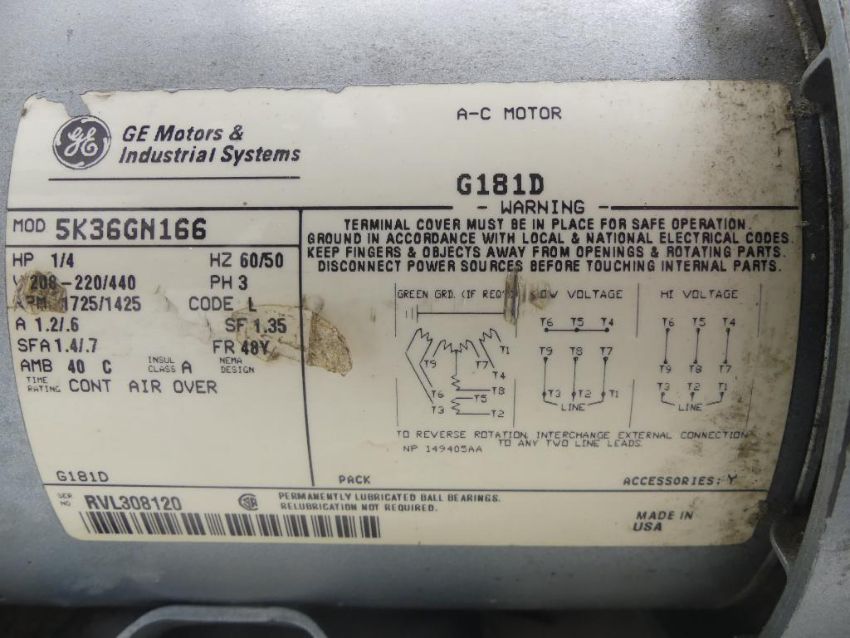 GE
GE Motors &
Industrial Systems
A-C MOTOR
G181D
MOD 5K36GN166
HP 1/4 HZ 60/50
V 208-220/440 PH 3
RPM 1725/1425 CODE L
A 1.2/.6 SF 1.35
SFA 1.4/.7 FR 48Y
AMB 40 C INSUL CLASS A NEMA DESIGN
TIME RATING CONT AIR OVER
G181D
- WARNING -
TERMINAL COVER MUST BE IN PLACE FOR SAFE OPERATION.
GROUND IN ACCORDANCE WITH LOCAL & NATIONAL ELECTRICAL CODES.
KEEP FINGERS & OBJECTS AWAY FROM OPENINGS & ROTATING PARTS.
DISCONNECT POWER SOURCES BEFORE TOUCHING INTERNAL PARTS.
GREEN GRD. (IF REQ'D) LOW VOLTAGE HI VOLTAGE
T1 T9 T7 T4 T6 T8 T5 T3 T2
T6 T5 T4
T9 T8 T7
T3 T2 T1
LINE
T6 T5 T4
T9 T8 T7
T3 T2 T1
LINE
TO REVERSE ROTATION, INTERCHANGE EXTERNAL CONNECTION
TO ANY TWO LINE LEADS.
NP 149405AA
PACK
ACCESSORIES: Y
SER NO RVL308120
SA
PERMANENTLY LUBRICATED BALL BEARINGS.
RELUBRICATION NOT REQUIRED.
MADE IN
USA